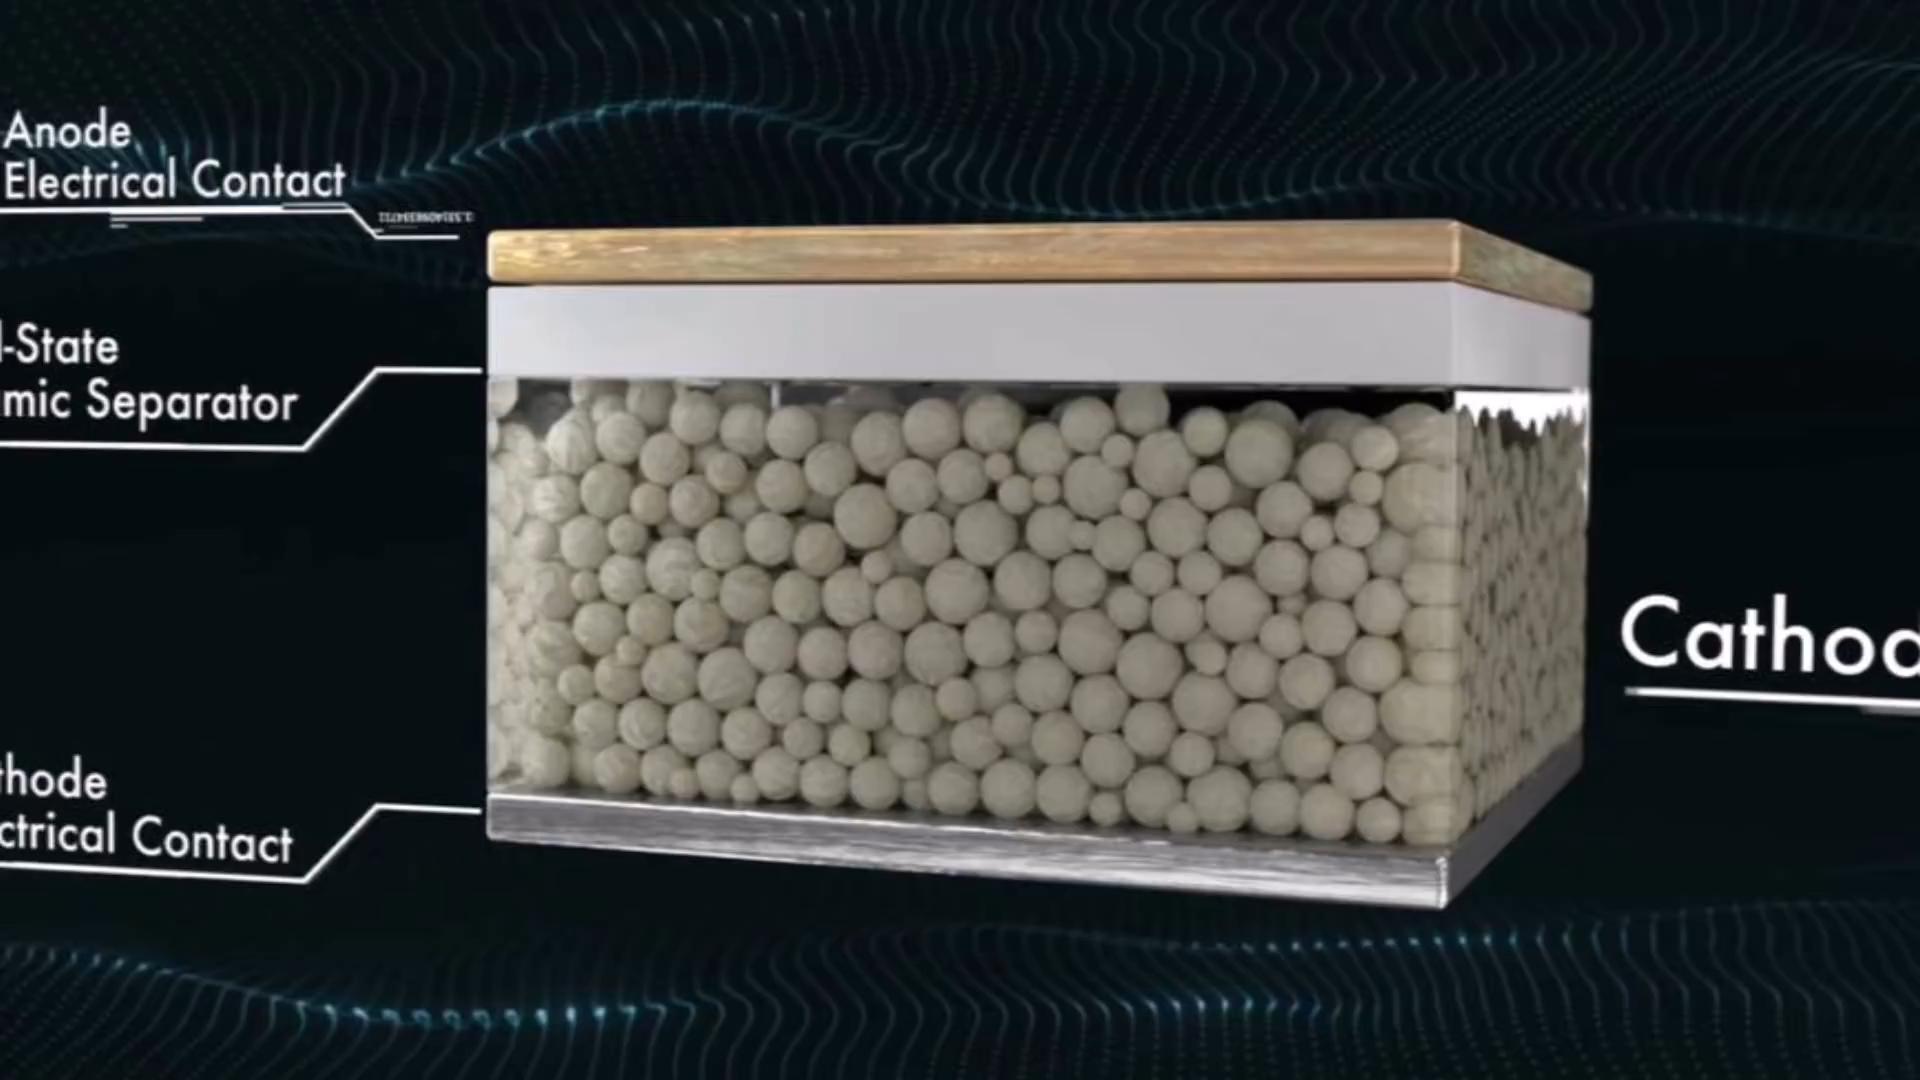 Anode
Electrical Contact
l-State
mic Separator
thode
ctrical Contact
Cathod